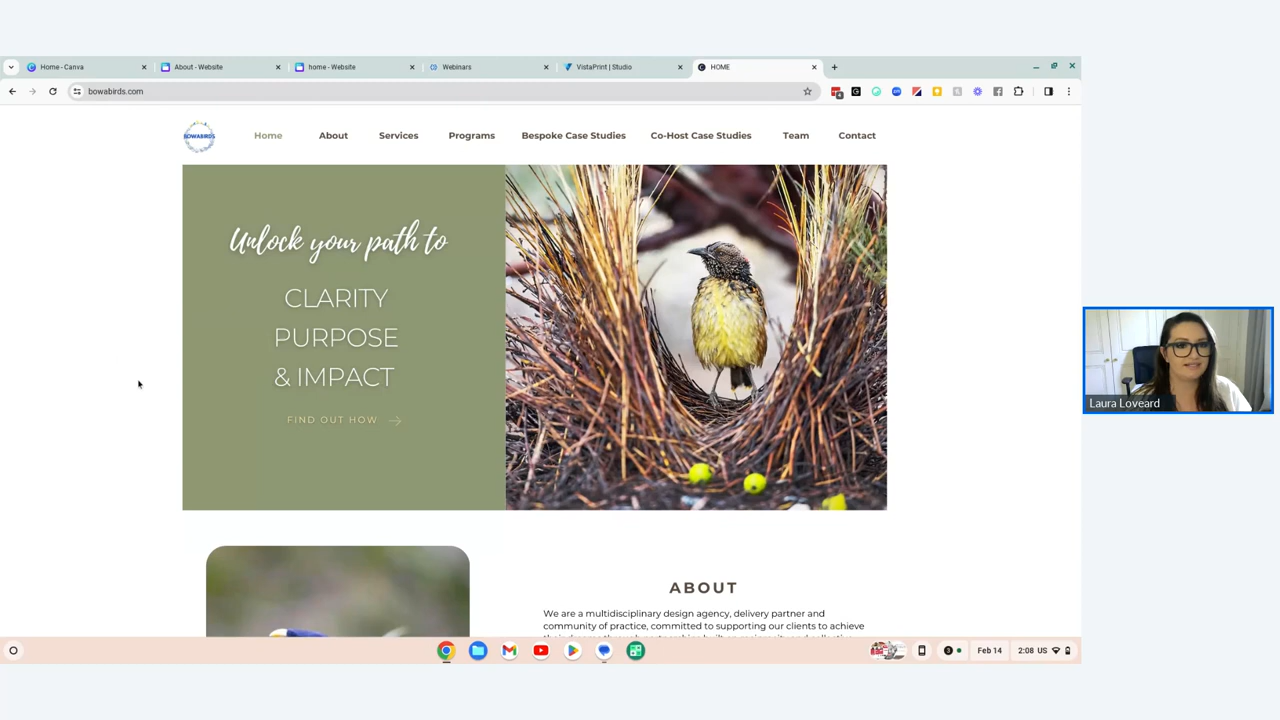 Home - Canva
About - Website
home - Website
Webinars
VistaPrint | Studio
HOME
bowabirds.com
BOWABIRDS
Home
About
Services
Programs
Bespoke Case Studies
Co-Host Case Studies
Team
Contact
Unlock your path to
CLARITY
PURPOSE
& IMPACT
FIND OUT HOW
ABOUT
We are a multidisciplinary design agency, delivery partner and
community of practice, committed to supporting our clients to achieve
Laura Loveard
3
Feb 14
2:08 US